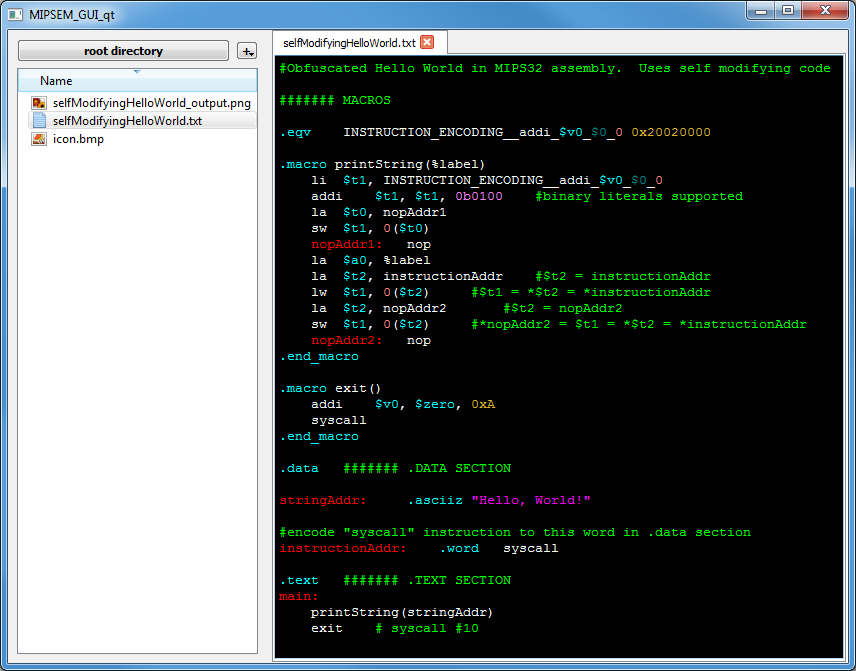 MIPSEM_GUI_qt
root directory
Name
selfModifyingHelloWorld_output.png
selfModifyingHelloWorld.txt
icon.bmp
selfModifyingHelloWorld.txt
#Obfuscated Hello World in MIPS32 assembly.  Uses self modifying code
####### MACROS
.eqv    INSTRUCTION_ENCODING__addi_$v0_$0_0 0x20020000
.macro printString(%label)
    li  $t1, INSTRUCTION_ENCODING__addi_$v0_$0_0
    addi    $t1, $t1, 0b0100    #binary literals supported
    la  $t0, nopAddr1
    sw  $t1, 0($t0)
    nopAddr1:   nop
    la  $a0, %label
    la  $t2, instructionAddr    #$t2 = instructionAddr
    lw  $t1, 0($t2)     #$t1 = *$t2 = *instructionAddr
    la  $t2, nopAddr2       #$t2 = nopAddr2
    sw  $t1, 0($t2)     #*nopAddr2 = $t1 = *$t2 = *instructionAddr
    nopAddr2:   nop
.end_macro
.macro exit()
    addi    $v0, $zero, 0xA
    syscall
.end_macro
.data   ####### .DATA SECTION
stringAddr:     .asciiz "Hello, World!"
#encode "syscall" instruction to this word in .data section
instructionAddr:    .word   syscall
.text   ####### .TEXT SECTION
main:
    printString(stringAddr)
    exit    # syscall #10